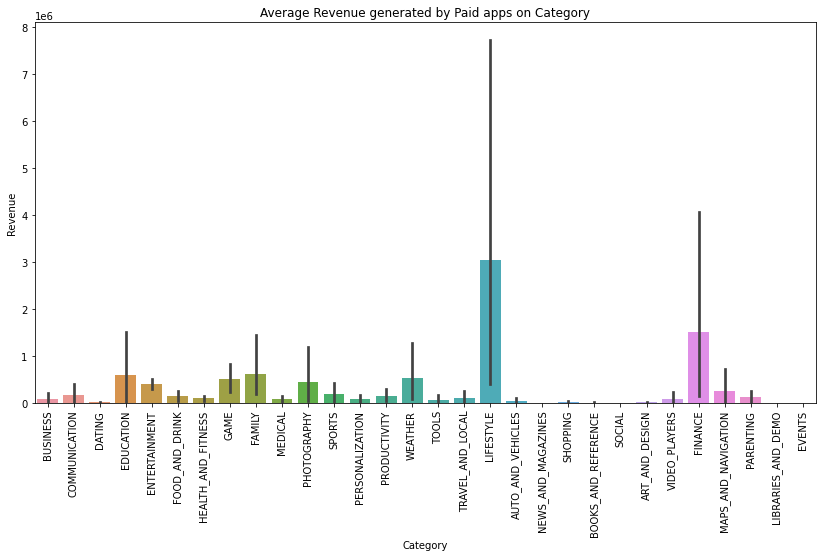 Average Revenue generated by Paid apps on Category
1e6
8
7
6
5
4
3
2
1
0
Revenue
BUSINESS
COMMUNICATION
DATING
EDUCATION
ENTERTAINMENT
FOOD_AND_DRINK
HEALTH_AND_FITNESS
GAME
FAMILY
MEDICAL
PHOTOGRAPHY
SPORTS
PERSONALIZATION
PRODUCTIVITY
WEATHER
TOOLS
TRAVEL_AND_LOCAL
LIFESTYLE
AUTO_AND_VEHICLES
NEWS_AND_MAGAZINES
SHOPPING
BOOKS_AND_REFERENCE
SOCIAL
ART_AND_DESIGN
VIDEO_PLAYERS
FINANCE
MAPS_AND_NAVIGATION
PARENTING
LIBRARIES_AND_DEMO
EVENTS
Category